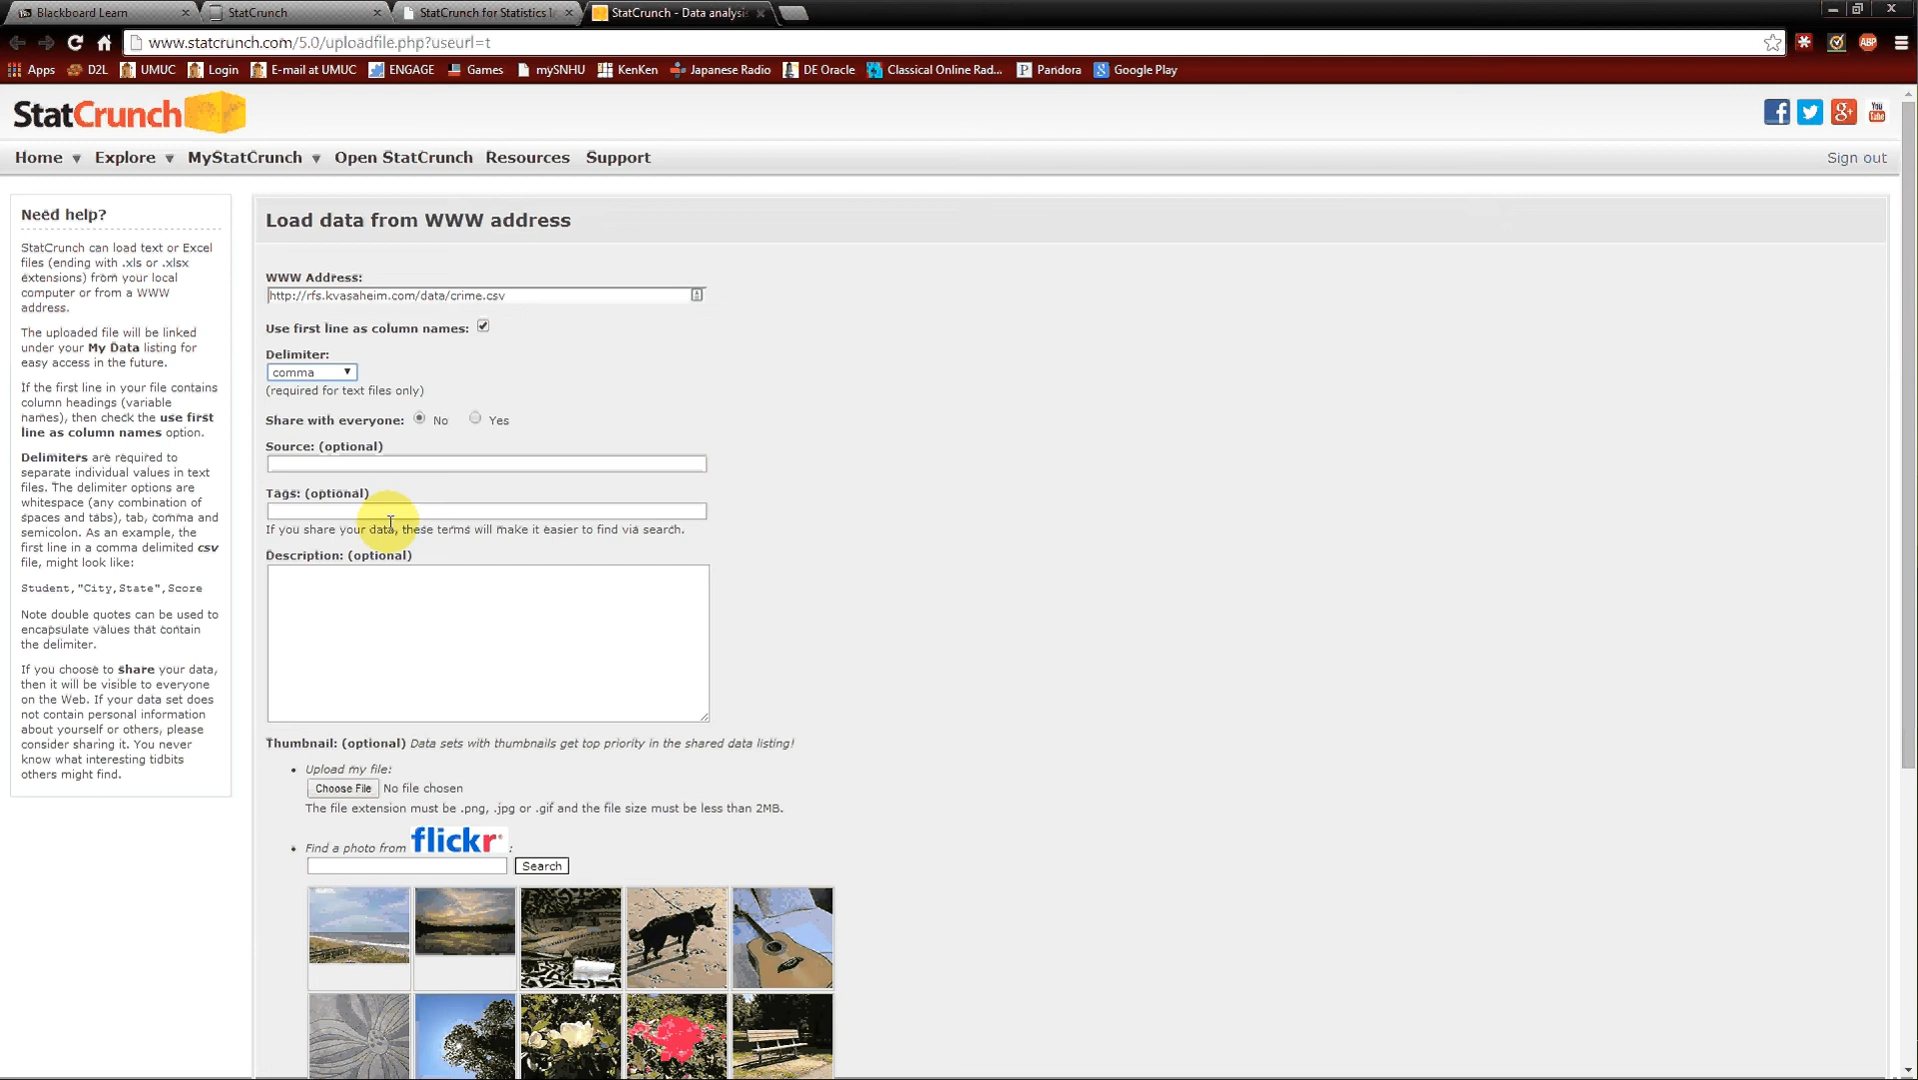 Blackboard Learn
StatCrunch
StatCrunch for Statistics I
StatCrunch - Data analysis
www.statcrunch.com/5.0/uploadfile.php?useurl=t
ABP
Apps D2L UMUC Login E-mail at UMUC ENGAGE Games mySNHU KenKen Japanese Radio DE Oracle Classical Online Rad... Pandora Google Play
StatCrunch
You Tube
Home Explore MyStatCrunch Open StatCrunch Resources Support
Sign out
Need help?
StatCrunch can load text or Excel
files (ending with .xls or .xlsx
extensions) from your local
computer or from a WWW
address.
The uploaded file will be linked
under your My Data listing for
easy access in the future.
If the first line in your file contains
column headings (variable
names), then check the use first
line as column names option.
Delimiters are required to
separate individual values in text
files. The delimiter options are
whitespace (any combination of
spaces and tabs), tab, comma and
semicolon. As an example, the
first line in a comma delimited csv
file, might look like:
Student,"City,State",Score
Note double quotes can be used to
encapsulate values that contain
the delimiter.
If you choose to share your data,
then it will be visible to everyone
on the Web. If your data set does
not contain personal information
about yourself or others, please
consider sharing it. You never
know what interesting tidbits
others might find.
Load data from WWW address
WWW Address:
http://rfs.kvasaheim.com/data/crime.csv
Use first line as column names:
Delimiter:
comma
(required for text files only)
Share with everyone: No Yes
Source: (optional)
Tags: (optional)
If you share your data, these terms will make it easier to find via search.
Description: (optional)
Thumbnail: (optional) Data sets with thumbnails get top priority in the shared data listing!
Upload my file:
Choose File No file chosen
The file extension must be .png, .jpg or .gif and the file size must be less than 2MB.
Find a photo from flickr :
Search